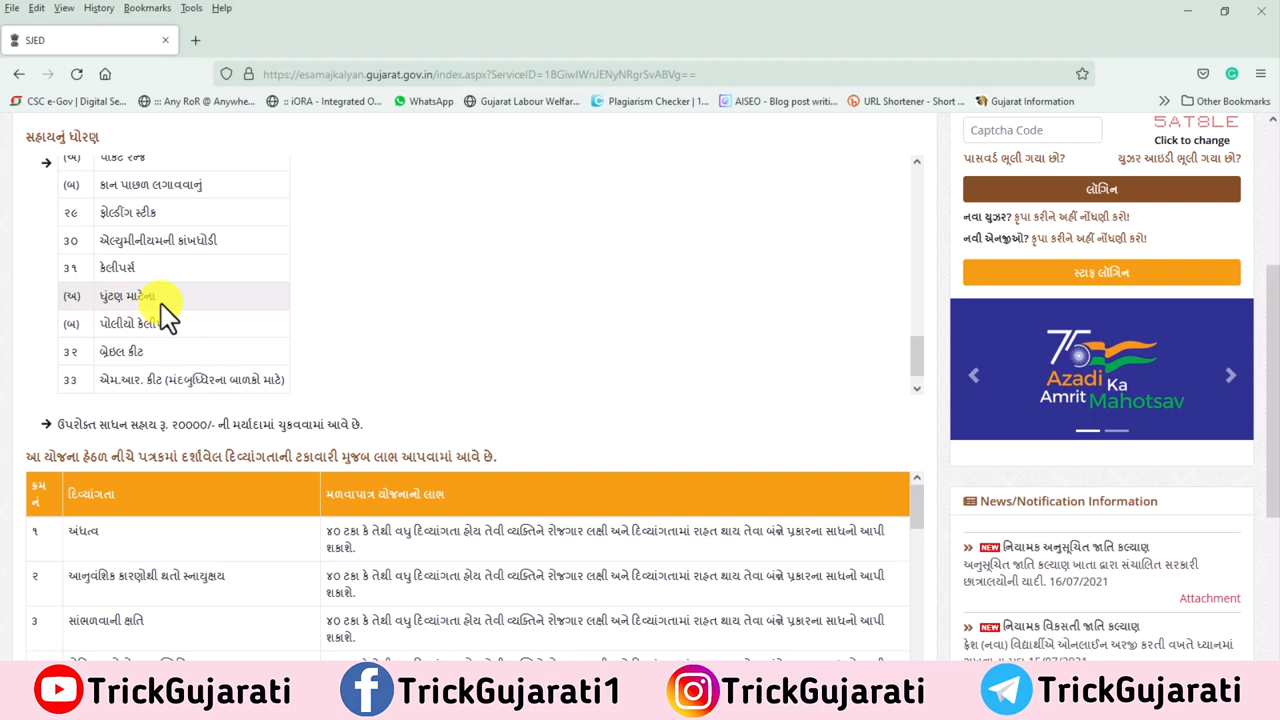 File Edit View History Bookmarks Tools Help
SJED
https://esamajkalyan.gujarat.gov.in/index.aspx?ServiceID=1BGiwIWnJENyNRgrSvABVg==
CSC e-Gov | Digital Se... ::: Any RoR @ Anywhe... :: iORA - Integrated O... WhatsApp Gujarat Labour Welfar... Plagiarism Checker | 1... AISEO - Blog post writi... URL Shortener - Short ... Gujarat Information Other Bookmarks
સહાયનું ધોરણ
(અ) પોકેટ રેન્જ
(બ) કાન પાછળ લગાવવાનું
૨૯ ફોલ્ડીંગ સ્ટીક
૩૦ એલ્યુમીનીયમની કાંખઘોડી
૩૧ કેલીપર્સ
(અ) ઘુંટણ માટેના
(બ) પોલીયો
૩૨ બ્રેઇલ કીટ
૩૩ એમ.આર. કીટ (મંદબુધ્ધિરના બાળકો માટે)
ઉપરોક્ત સાધન સહાય રૂ. ૨૦૦૦૦/- ની મર્યાદામાં ચુકવવામાં આવે છે.
આ યોજના હેઠળ નીચે પત્રકમાં દર્શાવેલ દિવ્યાંગતાની ટકાવારી મુજબ લાભ આપવામાં આવે છે.
ક્રમ નં દિવ્યાંગતા મળવાપાત્ર યોજનાનો લાભ
૧ અંધત્વ ૪૦ ટકા કે તેથી વધુ દિવ્યાંગતા હોય તેવી વ્યક્તિને રોજગાર લક્ષી અને દિવ્યાંગતામાં રાહત થાય તેવા બંન્ને પ્રકારના સાધનો આપી
શકાશે.
૨ આનુવંશિક કારણોથી થતો સ્નાયુક્ષય ૪૦ ટકા કે તેથી વધુ દિવ્યાંગતા હોય તેવી વ્યક્તિને રોજગાર લક્ષી અને દિવ્યાંગતામાં રાહત થાય તેવા બંન્ને પ્રકારના સાધનો આપી
શકાશે.
૩ સાંભળવાની ક્ષતિ ૪૦ ટકા કે તેથી વધુ દિવ્યાંગતા હોય તેવી વ્યક્તિને રોજગાર લક્ષી અને દિવ્યાંગતામાં રાહત થાય તેવા બંન્ને પ્રકારના સાધનો આપી
શકાશે.
Captcha Code 5AT8LE
Click to change
પાસવર્ડ ભૂલી ગયા છો? યુઝર આઇડી ભૂલી ગયા છો?
લૉગિન
નવા યુઝર? કૃપા કરીને અહીં નોંધણી કરો!
નવી એનજીઓ? કૃપા કરીને અહીં નોંધણી કરો!
સ્ટાફ લૉગિન
75 Azadi Ka
Amrit Mahotsav
News/Notification Information
NEW નિયામક અનુસૂચિત જાતિ કલ્યાણ
અનુસૂચિત જાતિ કલ્યાણ ખાતા દ્વારા સંચાલિત સરકારી
છાત્રાલયોની યાદી. 16/07/2021
Attachment
NEW નિયામક વિકસતી જાતિ કલ્યાણ
ફ્રેશ (નવા) વિદ્યાર્થીએ ઓનલાઈન અરજી કરતી વખતે ધ્યાનમાં
TrickGujarati TrickGujarati1 TrickGujarati TrickGujarati